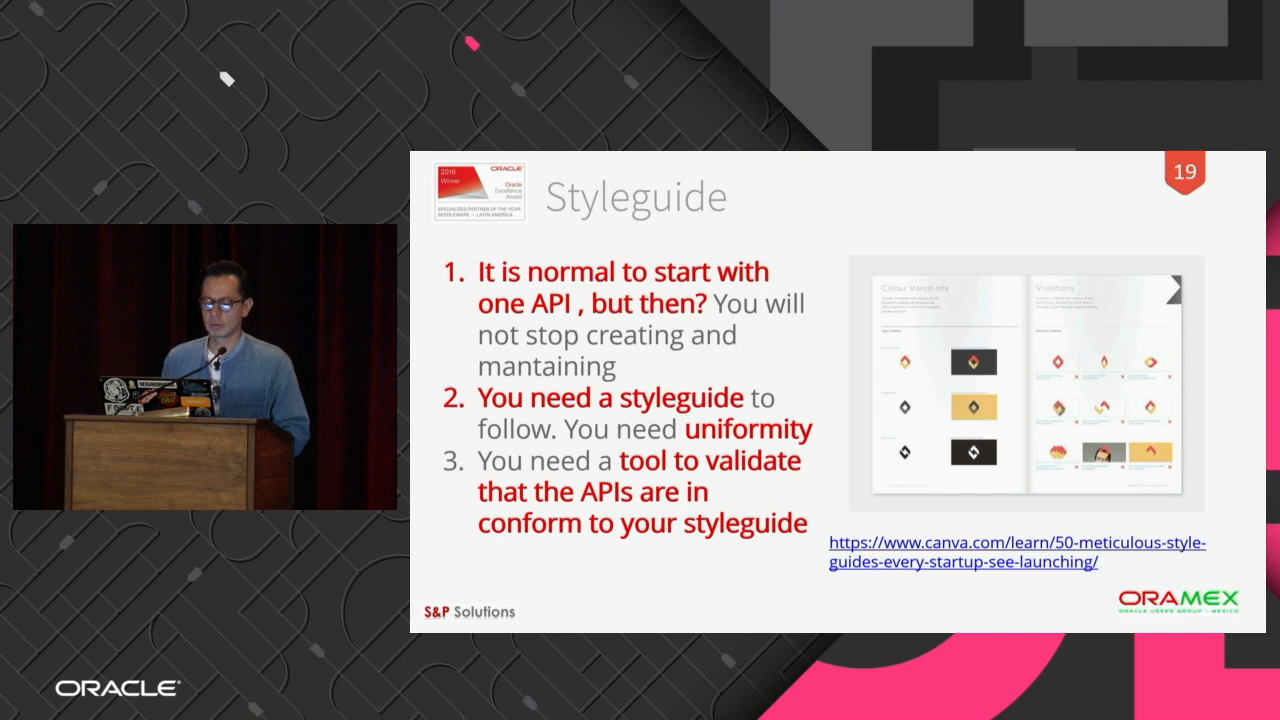 2016
Winner
ORACLE
Oracle
Excellence
Award
SPECIALIZED PARTNER OF THE YEAR:
MIDDLEWARE — LATIN AMERICA
Styleguide
19
1. It is normal to start with
one API , but then? You will
not stop creating and
mantaining
2. You need a styleguide to
follow. You need uniformity
3. You need a tool to validate
that the APIs are in
conform to your styleguide
Colour Variations
Violations
https://www.canva.com/learn/50-meticulous-style-
guides-every-startup-see-launching/
S&P Solutions
ORAMEX
ORACLE USERS GROUP - MEXICO
ORACLE